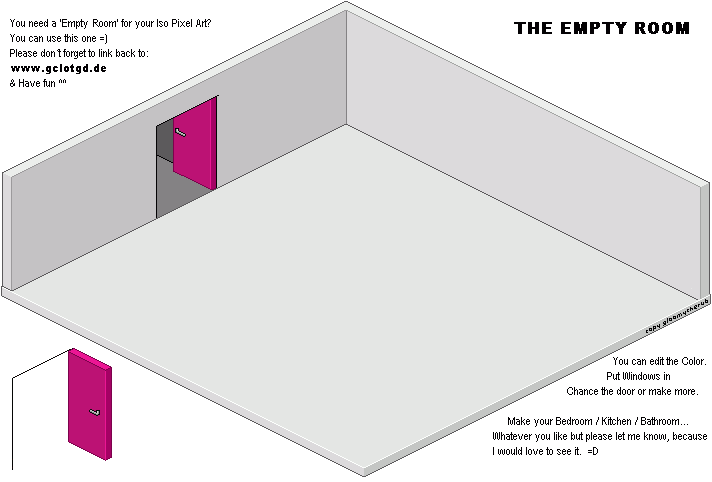 You need a 'Empty Room' for your Iso Pixel Art?
You can use this one =)
Please don't forget to link back to:
www.gclotgd.de
& Have fun ^^
THE EMPTY ROOM
copy gloomycherub
You can edit the Color.
Put Windows in
Chance the door or make more.
Make your Bedroom / Kitchen / Bathroom...
Whatever you like but please let me know, because
I would love to see it. =D